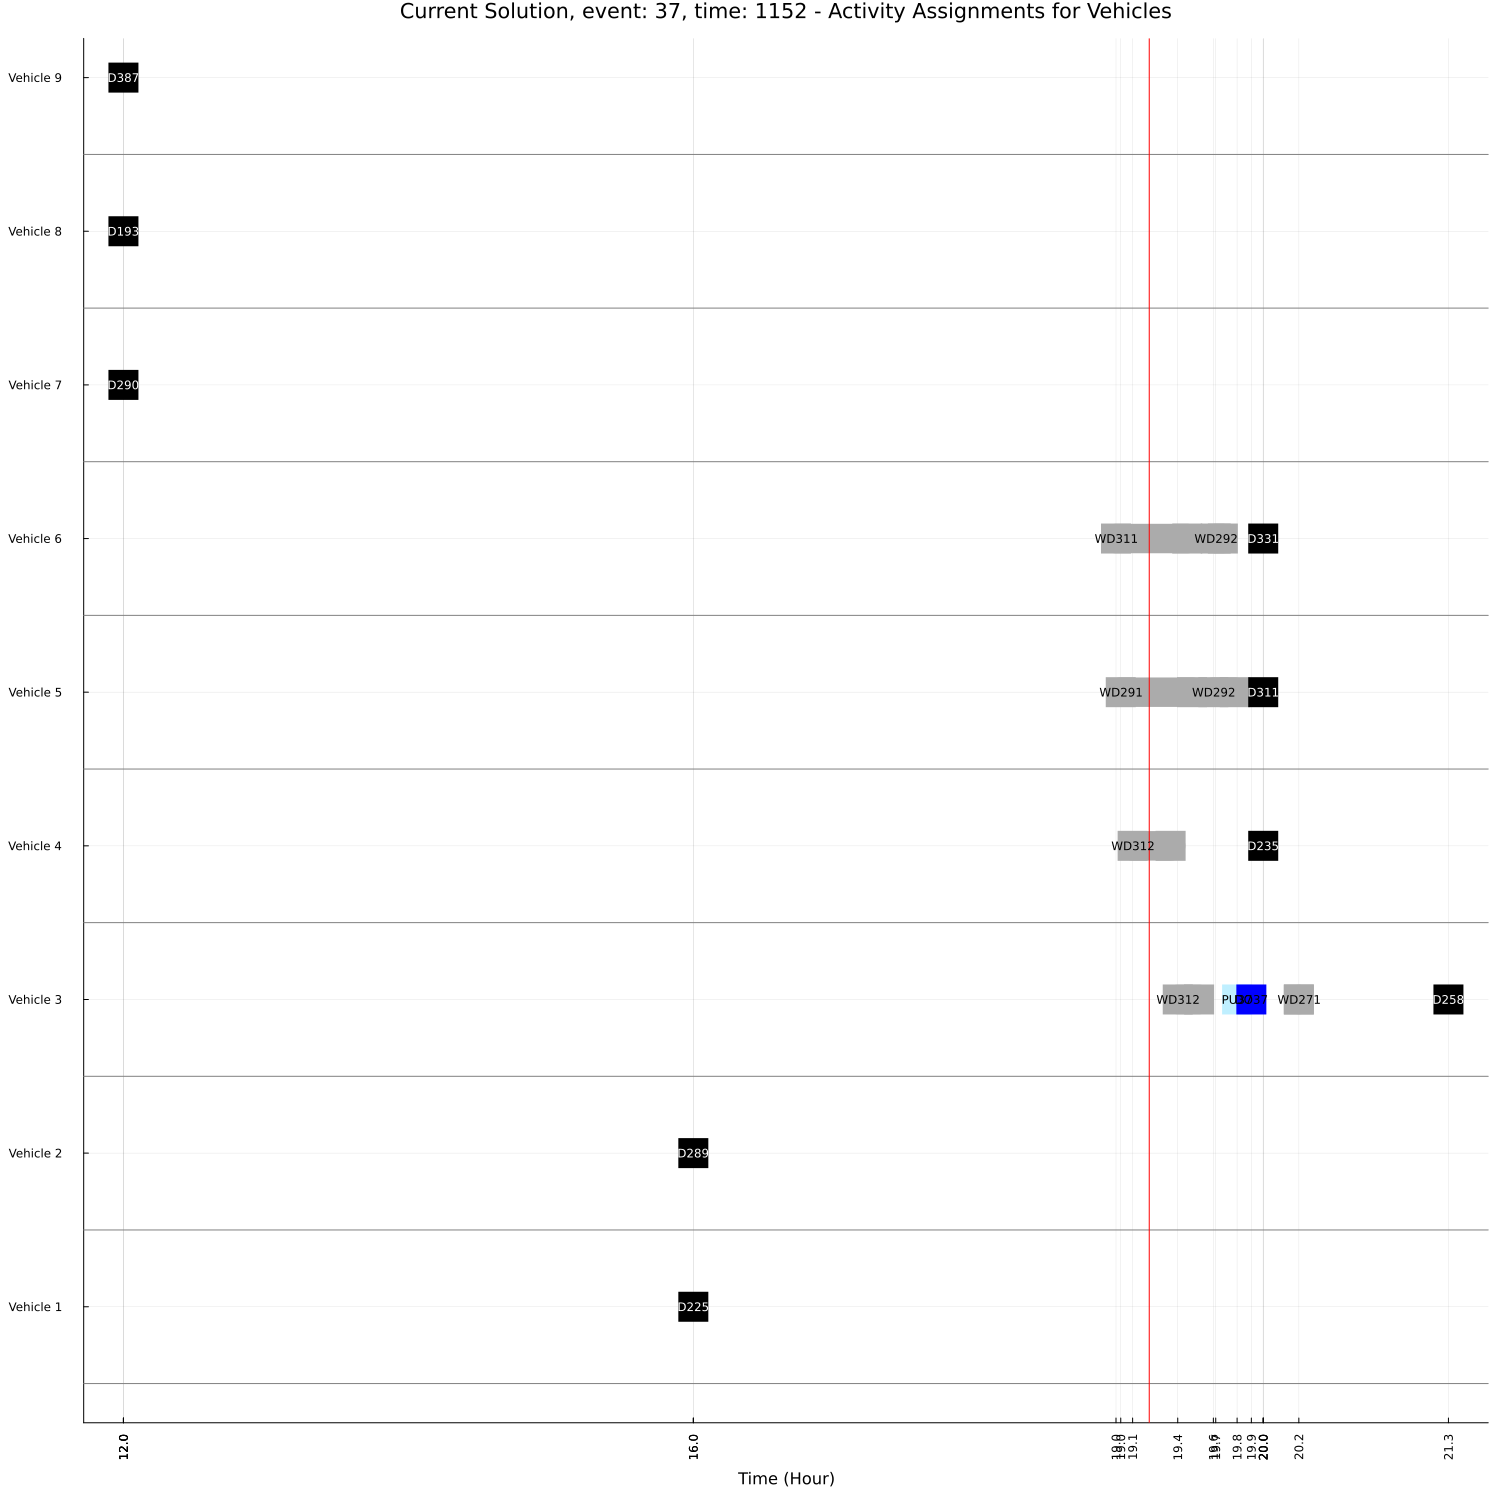 Current Solution, event: 37, time: 1152 - Activity Assignments for Vehicles
Vehicle 9
D387
Vehicle 8
D193
Vehicle 7
D290
Vehicle 6
WD311 WD292 D331
Vehicle 5
WD291 WD292 D311
Vehicle 4
WD312 D235
Vehicle 3
WD312 WD271 D258
Vehicle 2
D289
Vehicle 1
D225
12.0 16.0 19.1 19.4 19.8 19.9 20.0 20.2 21.3
Time (Hour)